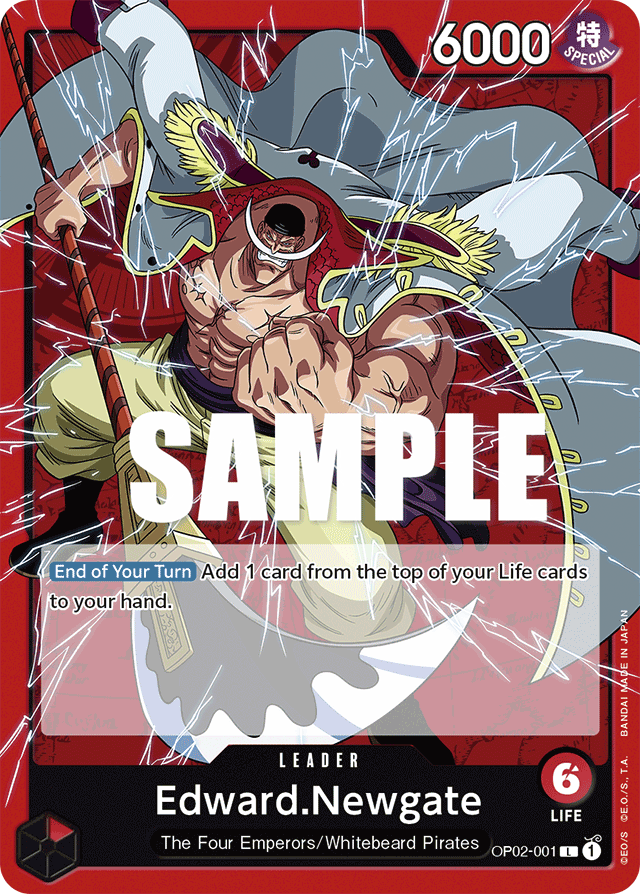 6000
特
SPECIAL
SAMPLE
End of Your Turn Add 1 card from the top of your Life cards
to your hand.
LEADER
Edward.Newgate
The Four Emperors/Whitebeard Pirates
6
LIFE
OP02-001 L 1
©E/S ©E.O./S., T.A. BANDAI MADE IN JAPAN